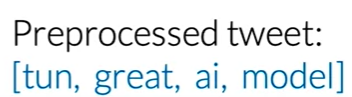 Preprocessed tweet:
[tun, great, ai, model]